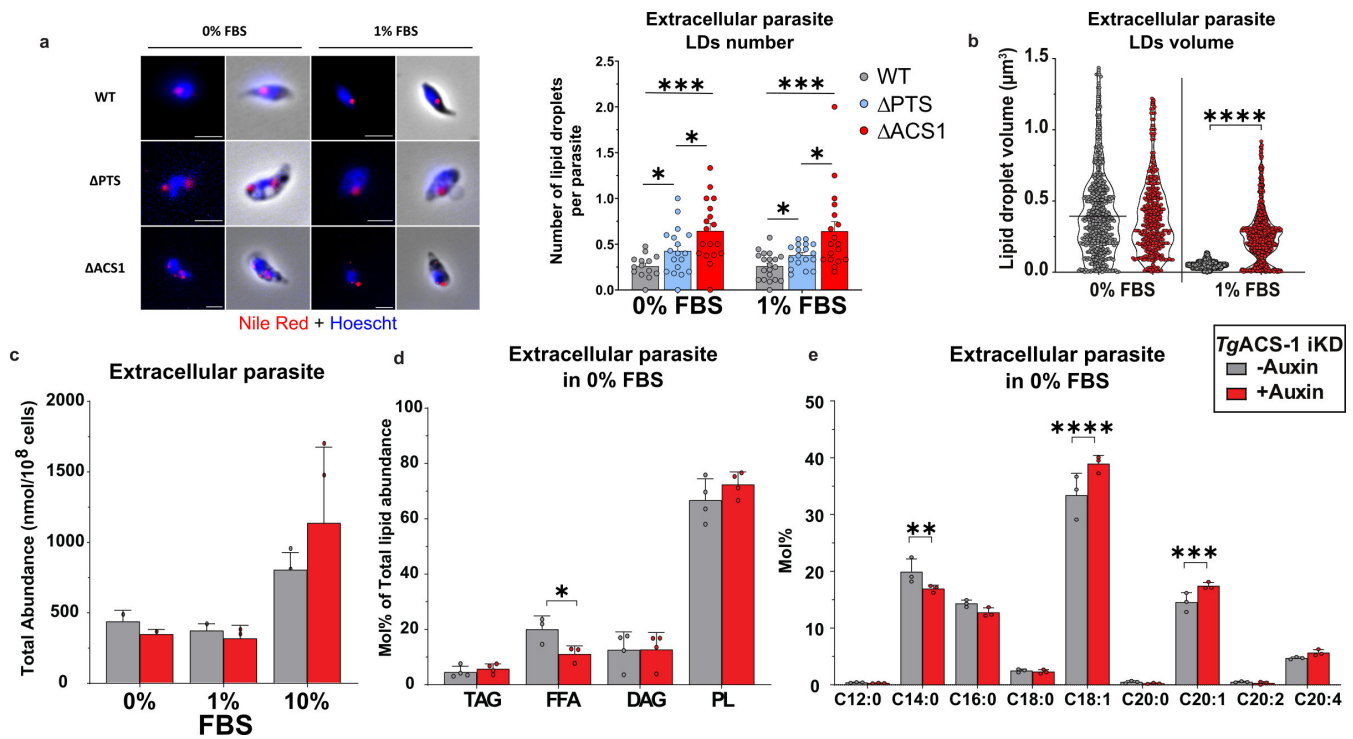 a
0% FBS
1% FBS
WT
ΔPTS
ΔACS1
Nile Red + Hoescht
Extracellular parasite
LDs number
Number of lipid droplets
per parasite
2.5
2.0
1.5
1.25
1.0
0.75
0.5
0.25
0.0
***
*
*
***
*
*
0% FBS
1% FBS
WT
ΔPTS
ΔACS1
b
Extracellular parasite
LDs volume
Lipid droplet volume (µm³)
1.5
1.0
0.5
0.0
****
0% FBS
1% FBS
c
Extracellular parasite
Total Abundance (nmol/10⁸ cells)
2000
1500
1000
500
0
0%
1%
10%
FBS
d
Extracellular parasite
in 0% FBS
Mol% of Total lipid abundance
100
80
60
40
20
0
*
TAG
FFA
DAG
PL
e
Extracellular parasite
in 0% FBS
Mol%
50
40
30
20
10
0
**
****
***
C12:0
C14:0
C16:0
C18:0
C18:1
C20:0
C20:1
C20:2
C20:4
TgACS-1 iKD
-Auxin
+Auxin